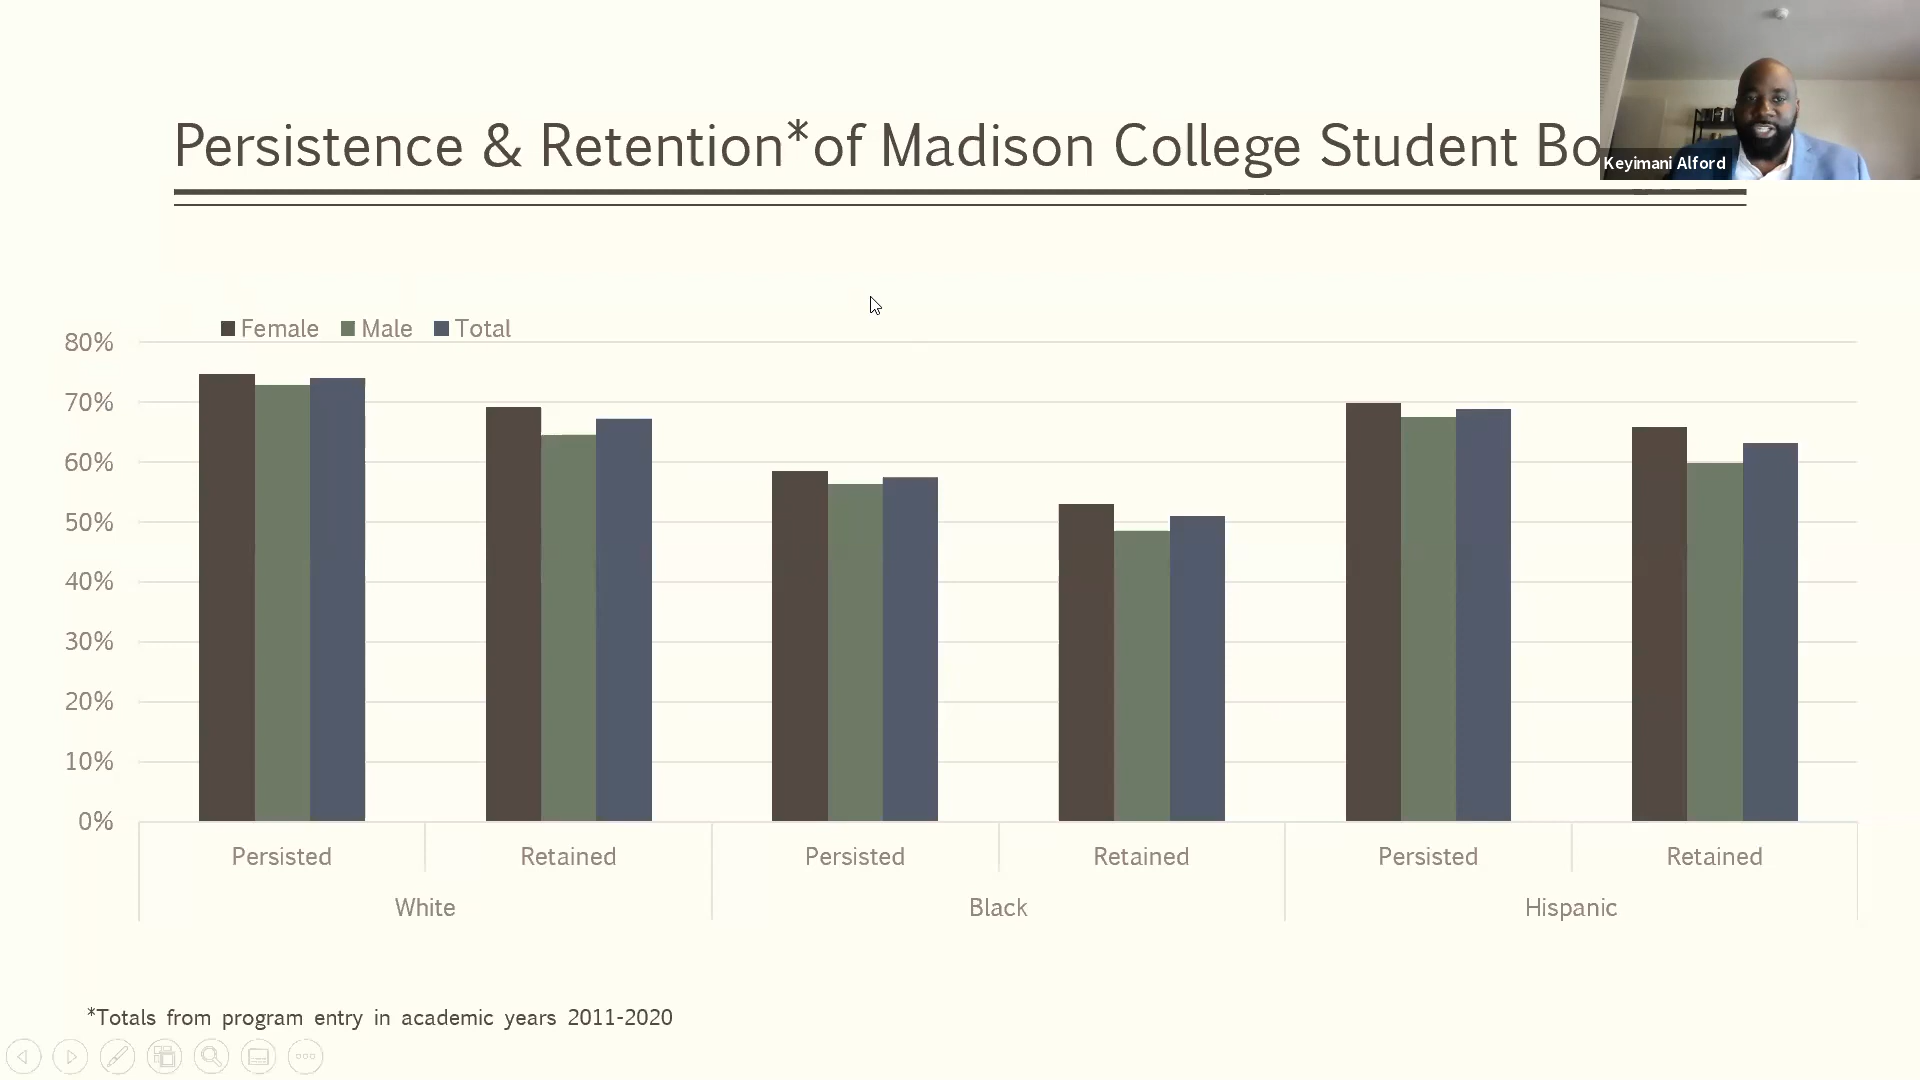 Persistence & Retention*of Madison College Student Bo
Keyimani Alford
Female Male Total
80%
70%
60%
50%
40%
30%
20%
10%
0%
Persisted Retained Persisted Retained Persisted Retained
White Black Hispanic
*Totals from program entry in academic years 2011-2020